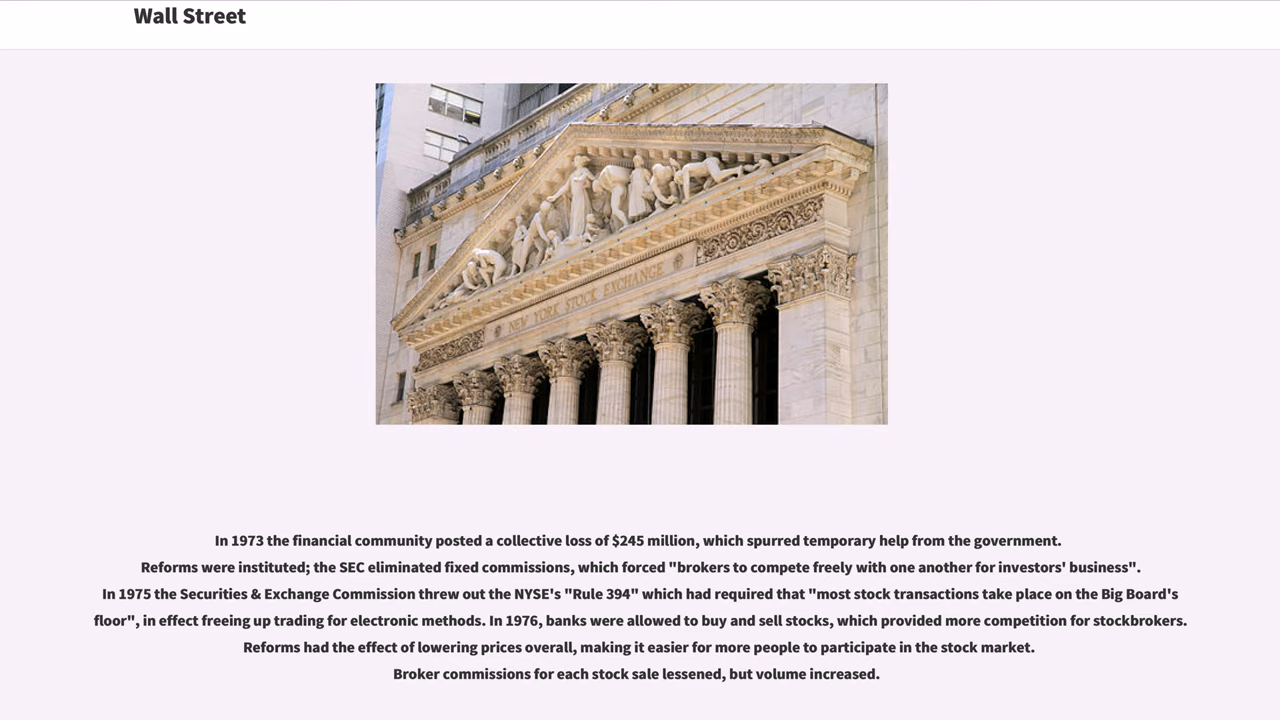 Wall Street
NEW YORK STOCK EXCHANGE
In 1973 the financial community posted a collective loss of $245 million, which spurred temporary help from the government.
Reforms were instituted; the SEC eliminated fixed commissions, which forced "brokers to compete freely with one another for investors' business".
In 1975 the Securities & Exchange Commission threw out the NYSE's "Rule 394" which had required that "most stock transactions take place on the Big Board's
floor", in effect freeing up trading for electronic methods. In 1976, banks were allowed to buy and sell stocks, which provided more competition for stockbrokers.
Reforms had the effect of lowering prices overall, making it easier for more people to participate in the stock market.
Broker commissions for each stock sale lessened, but volume increased.